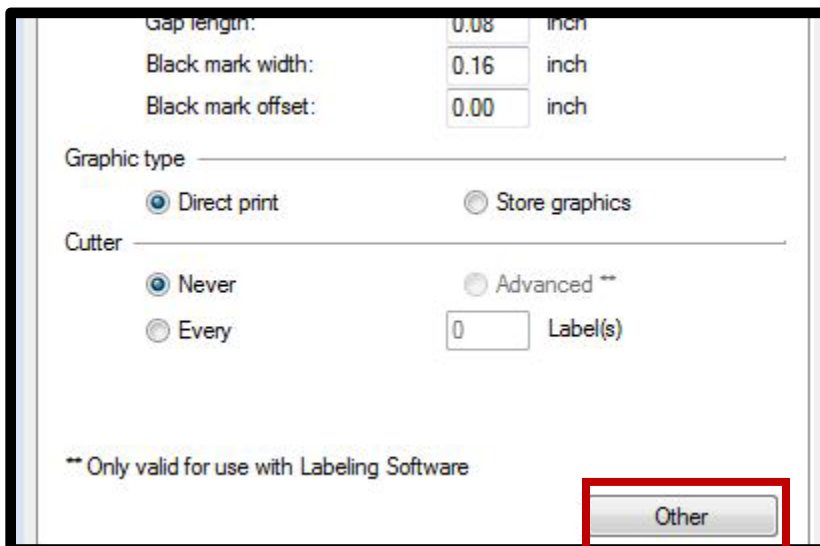 Gap length: 0.08 inch
Black mark width: 0.16 inch
Black mark offset: 0.00 inch
Graphic type
Direct print Store graphics
Cutter
Never Advanced **
Every 0 Label(s)
** Only valid for use with Labeling Software
Other